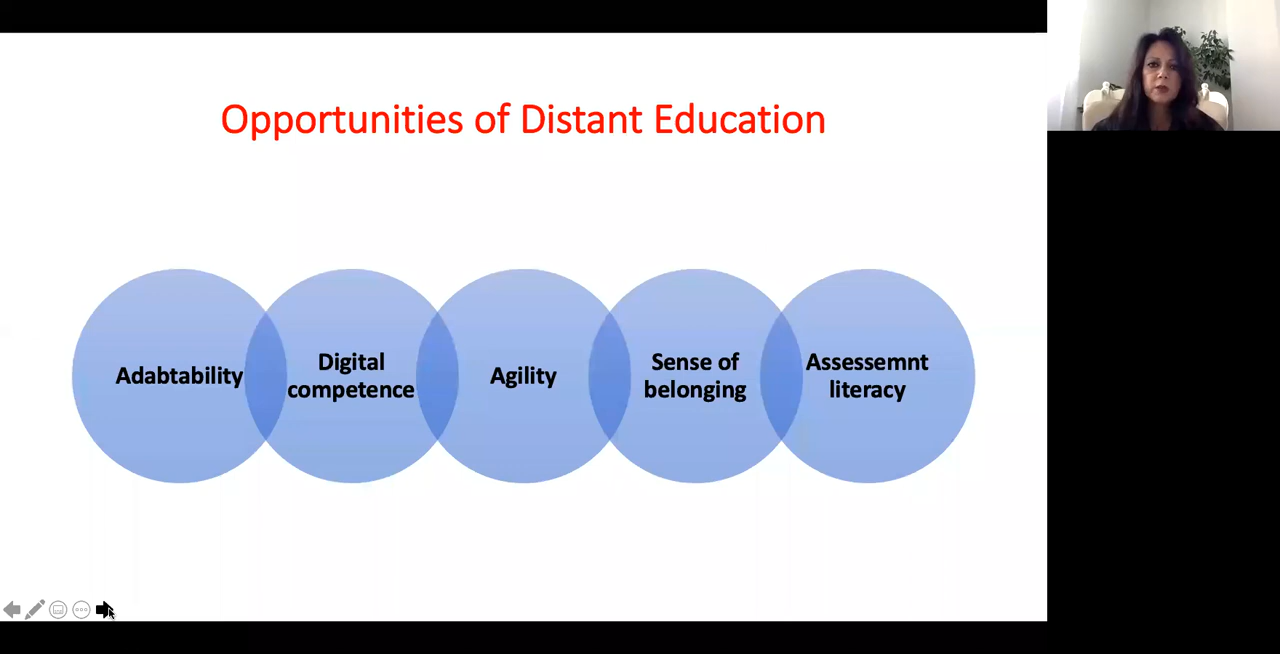 Opportunities of Distant Education
Adabtability
Digital
competence
Agility
Sense of
belonging
Assessemnt
literacy